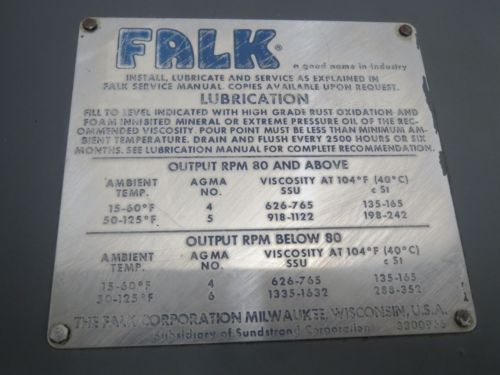 FALK®
a good name in industry
INSTALL, LUBRICATE AND SERVICE AS EXPLAINED IN
FALK SERVICE MANUAL. COPIES AVAILABLE UPON REQUEST.
LUBRICATION
FILL TO LEVEL INDICATED WITH HIGH GRADE RUST OXIDATION AND
FOAM INHIBITED MINERAL OR EXTREME PRESSURE OIL OF THE REC-
OMMENDED VISCOSITY. POUR POINT MUST BE LESS THAN MINIMUM AM-
BIENT TEMPERATURE. DRAIN AND FLUSH EVERY 2500 HOURS OR SIX
MONTHS. SEE LUBRICATION MANUAL FOR COMPLETE RECOMMENDATION.
OUTPUT RPM 80 AND ABOVE
AMBIENT TEMP. AGMA NO. VISCOSITY AT 104°F (40°C) SSU c St
15-60°F 4 626-765 135-165
50-125°F 5 918-1122 198-242
OUTPUT RPM BELOW 80
AMBIENT TEMP. AGMA NO. VISCOSITY AT 104°F (40°C) SSU c St
15-60°F 4 626-765 135-165
50-125°F 6 1335-1632 288-352
THE FALK CORPORATION MILWAUKEE, WISCONSIN, U.S.A.
Subsidiary of Sundstrand Corporation